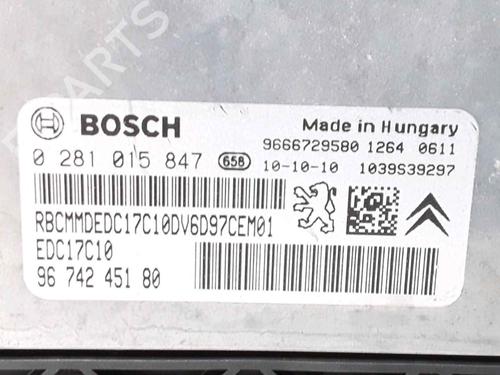 BOSCH
Made in Hungary
9666729580 1264 0611
0 281 015 847 658 10-10-10 1039S39297
RBCMMDEDC17C10DV6D97CEM01
EDC17C10
96 742 451 80
PARTS